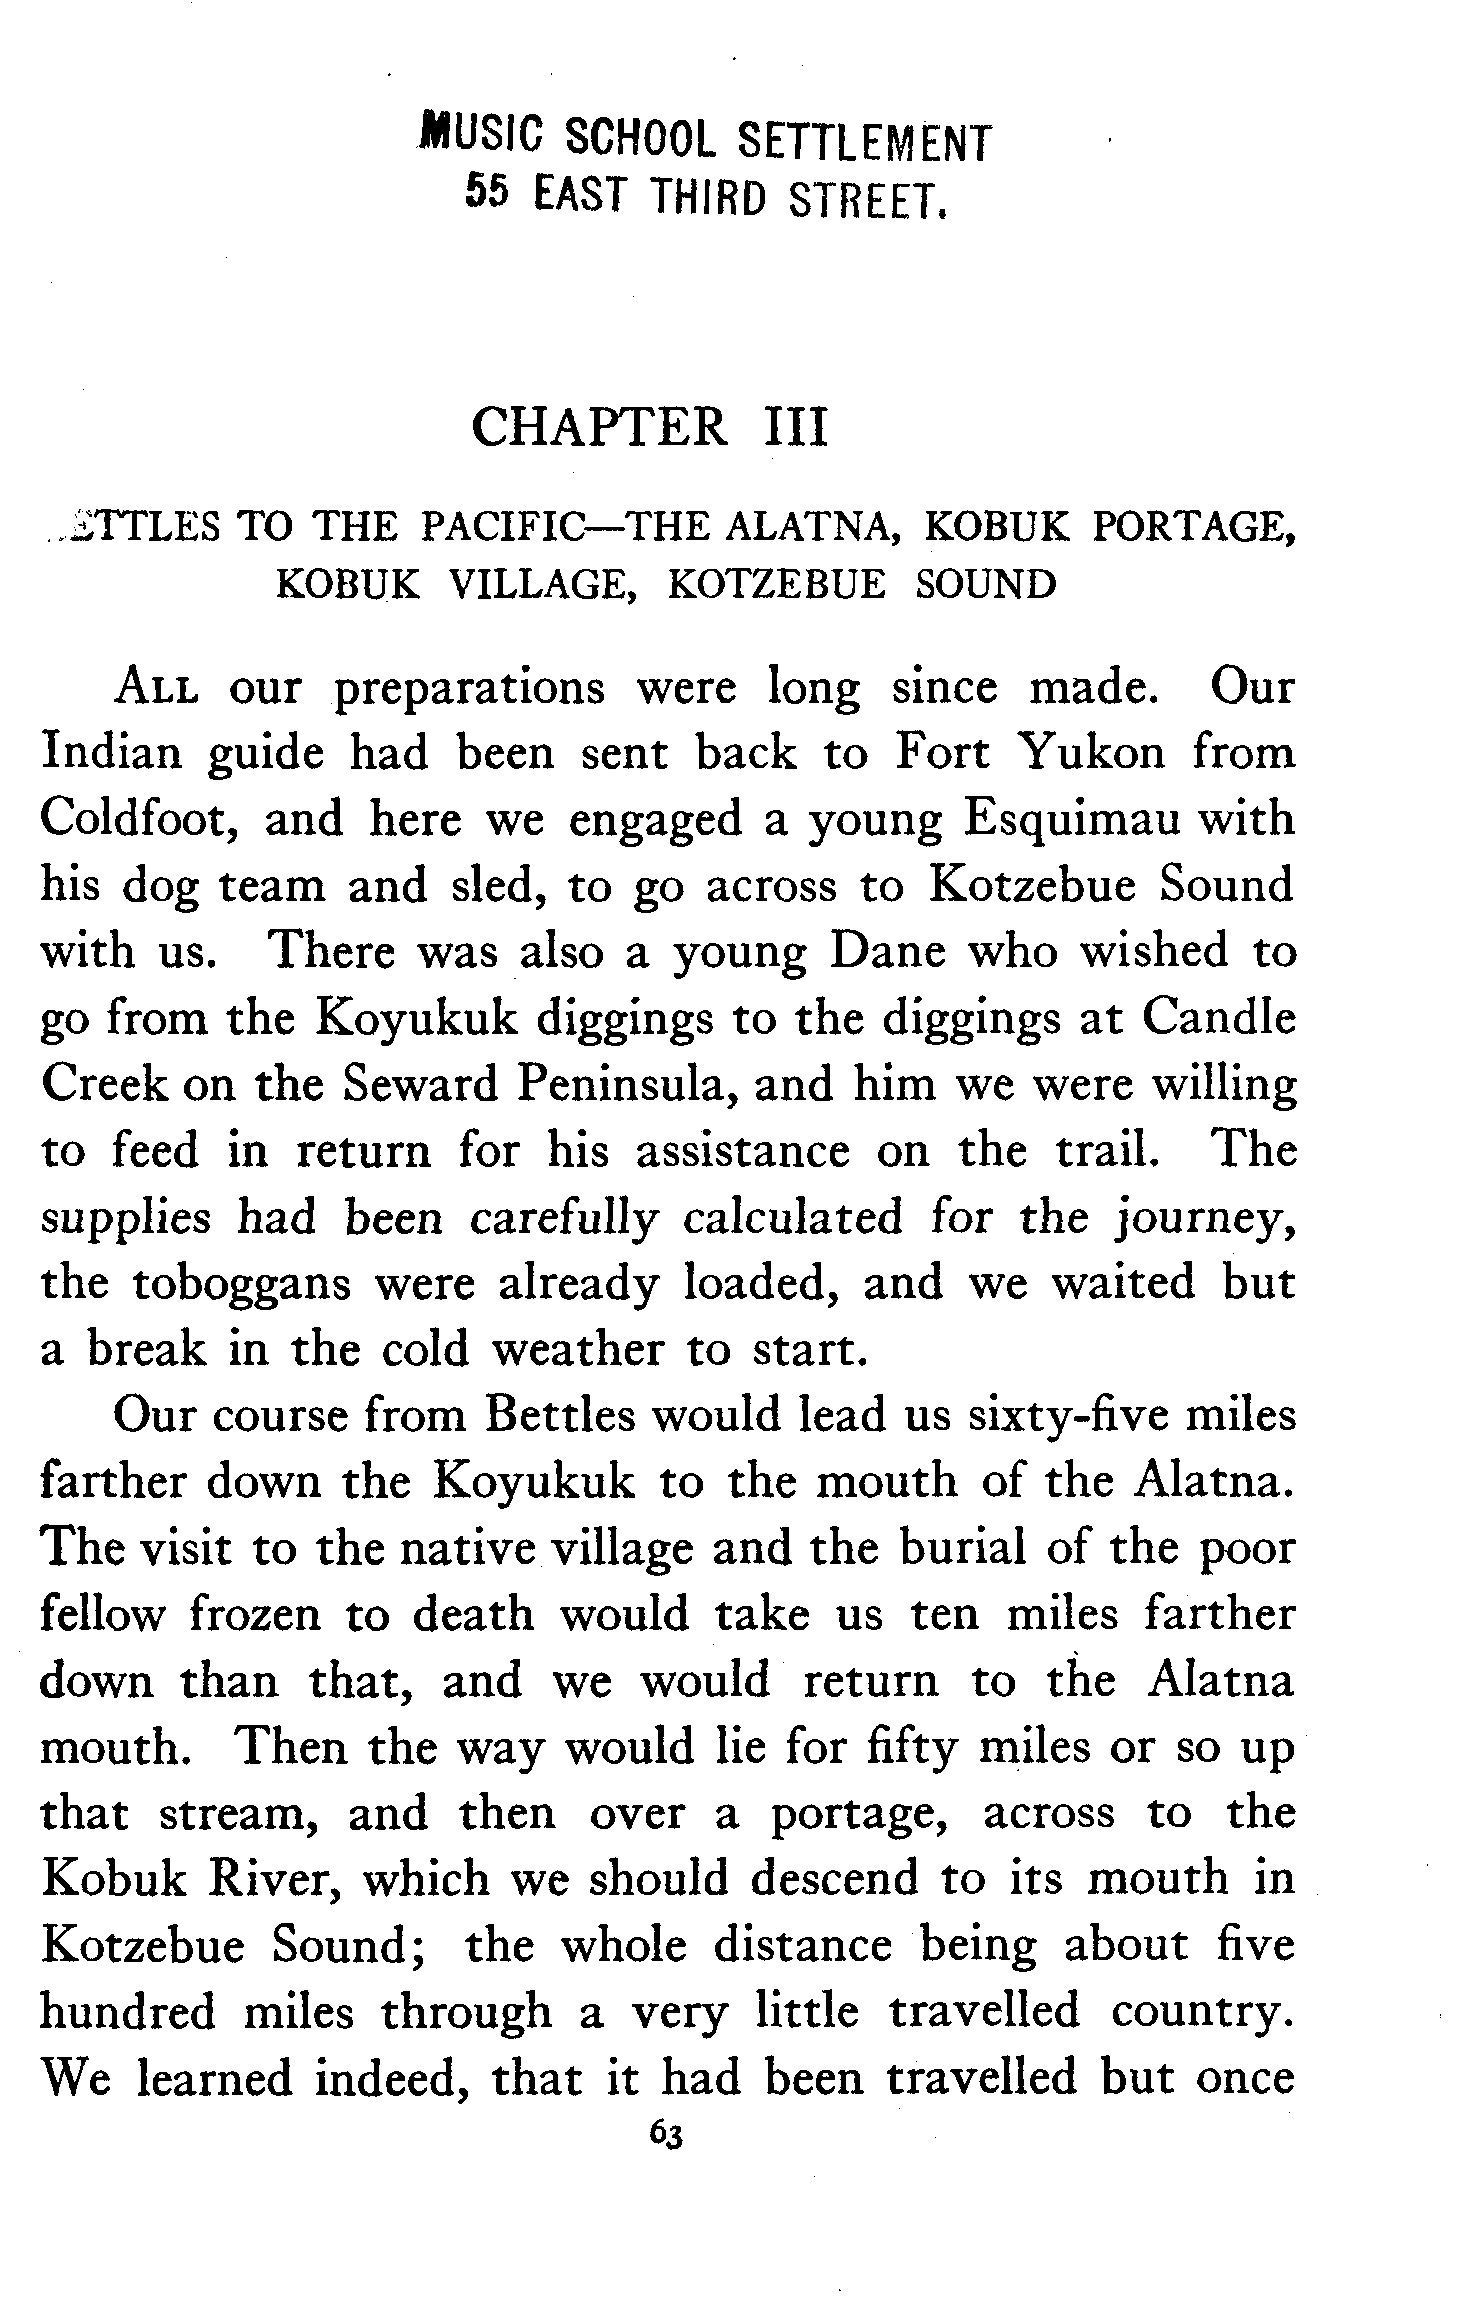 MUSIC SCHOOL SETTLEMENT
55 EAST THIRD STREET.
CHAPTER III
ETTLES TO THE PACIFIC—THE ALATNA, KOBUK PORTAGE,
KOBUK VILLAGE, KOTZEBUE SOUND
ALL our preparations were long since made. Our
Indian guide had been sent back to Fort Yukon from
Coldfoot, and here we engaged a young Esquimau with
his dog team and sled, to go across to Kotzebue Sound
with us. There was also a young Dane who wished to
go from the Koyukuk diggings to the diggings at Candle
Creek on the Seward Peninsula, and him we were willing
to feed in return for his assistance on the trail. The
supplies had been carefully calculated for the journey,
the toboggans were already loaded, and we waited but
a break in the cold weather to start.
Our course from Bettles would lead us sixty-five miles
farther down the Koyukuk to the mouth of the Alatna.
The visit to the native village and the burial of the poor
fellow frozen to death would take us ten miles farther
down than that, and we would return to the Alatna
mouth. Then the way would lie for fifty miles or so up
that stream, and then over a portage, across to the
Kobuk River, which we should descend to its mouth in
Kotzebue Sound; the whole distance being about five
hundred miles through a very little travelled country.
We learned indeed, that it had been travelled but once
63